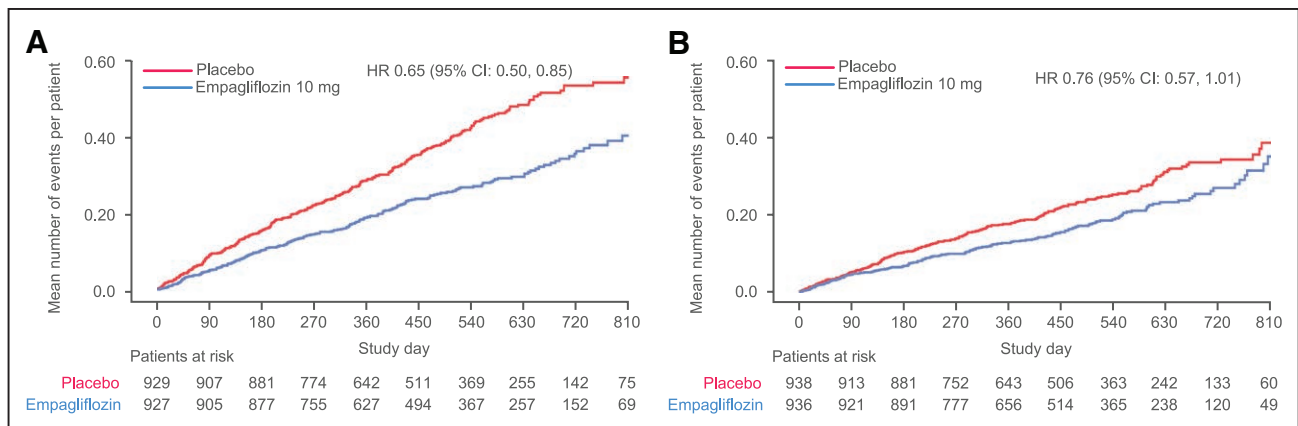 A
Mean number of events per patient
0.60
0.40
0.20
0.0
Placebo
Empagliflozin 10 mg
HR 0.65 (95% CI: 0.50, 0.85)
0 90 180 270 360 450 540 630 720 810
Study day
Patients at risk
Placebo 929 907 881 774 642 511 369 255 142 75
Empagliflozin 927 905 877 755 627 494 367 257 152 69
B
Mean number of events per patient
0.60
0.40
0.20
0.0
Placebo
Empagliflozin 10 mg
HR 0.76 (95% CI: 0.57, 1.01)
0 90 180 270 360 450 540 630 720 810
Study day
Patients at risk
Placebo 938 913 881 752 643 506 363 242 133 60
Empagliflozin 936 921 891 777 656 514 365 238 120 49